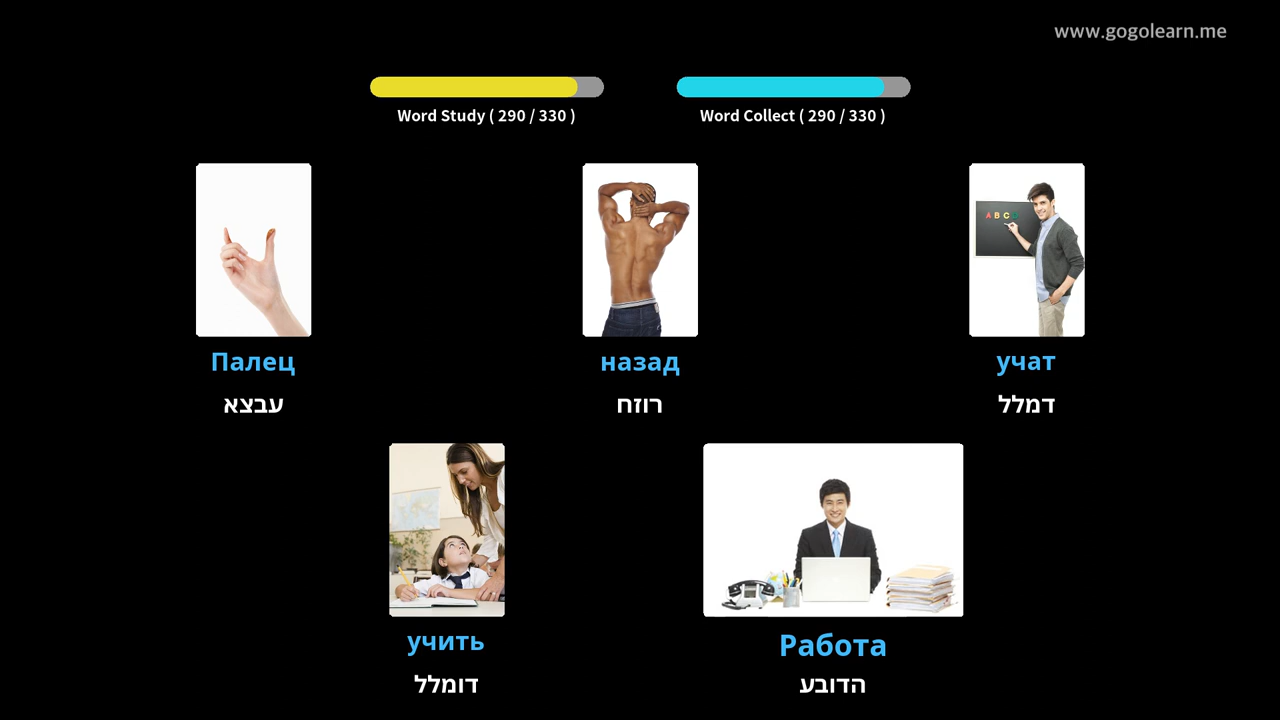 www.gogolearn.me
Word Study ( 290 / 330 )
Word Collect ( 290 / 330 )
Палец
עבצא
назад
רוזח
учат
דמלל
A B C D
учить
דומלל
Работа
הדובע